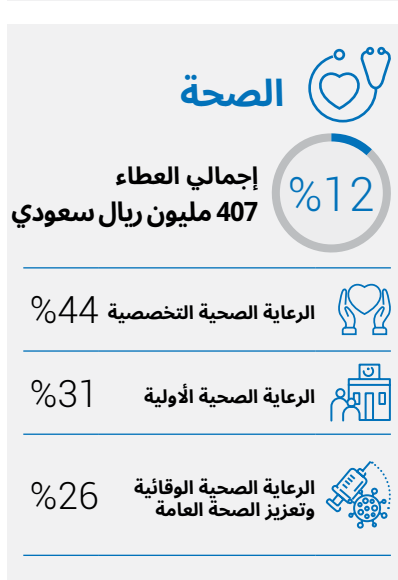 الصحة
%12
إجمالي العطاء
407 مليون ريال سعودي
الرعاية الصحية التخصصية %44
الرعاية الصحية الأولية %31
الرعاية الصحية الوقائية
وتعزيز الصحة العامة
%26